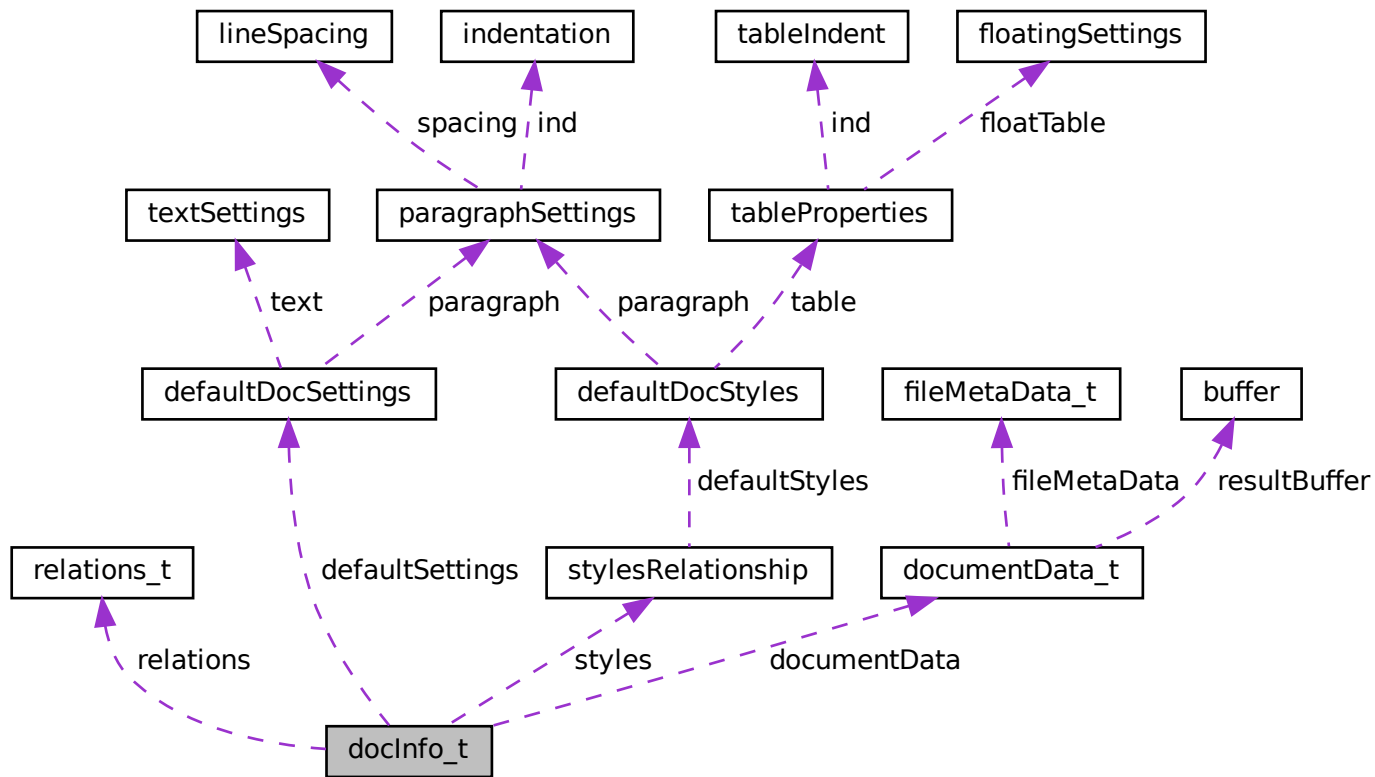 lineSpacing
indentation
tableIndent
floatingSettings
spacing
ind
ind
floatTable
textSettings
paragraphSettings
tableProperties
text
paragraph
paragraph
table
defaultDocSettings
defaultDocStyles
fileMetaData_t
buffer
defaultStyles
fileMetaData
resultBuffer
relations_t
defaultSettings
stylesRelationship
documentData_t
relations
styles
documentData
docInfo_t